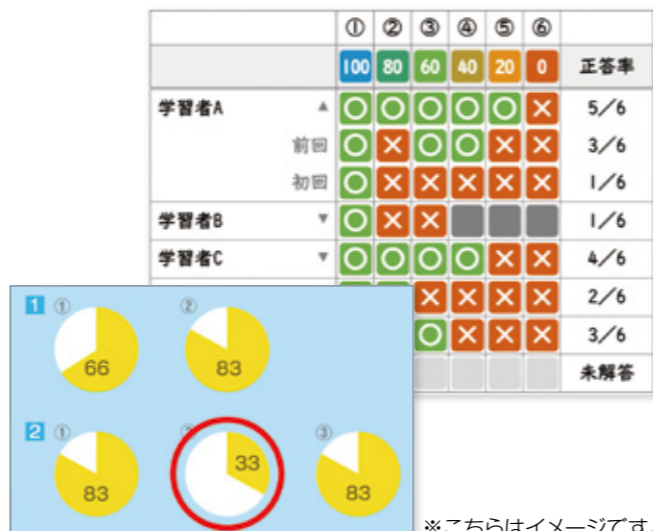 ① ② ③ ④ ⑤ ⑥
100 80 60 40 20 0 正答率
学習者A ▲ ○ ○ ○ ○ ○ × 5/6
前回 ○ × ○ ○ × × 3/6
初回 ○ × × × × × 1/6
学習者B ▼ ○ × × 1/6
学習者C ▼ ○ ○ ○ ○ × × 4/6
× × × × 2/6
○ × × × 3/6
未解答
1 ① ②
66 83
2 ① ③
83 33 83
※こちらはイメージです。